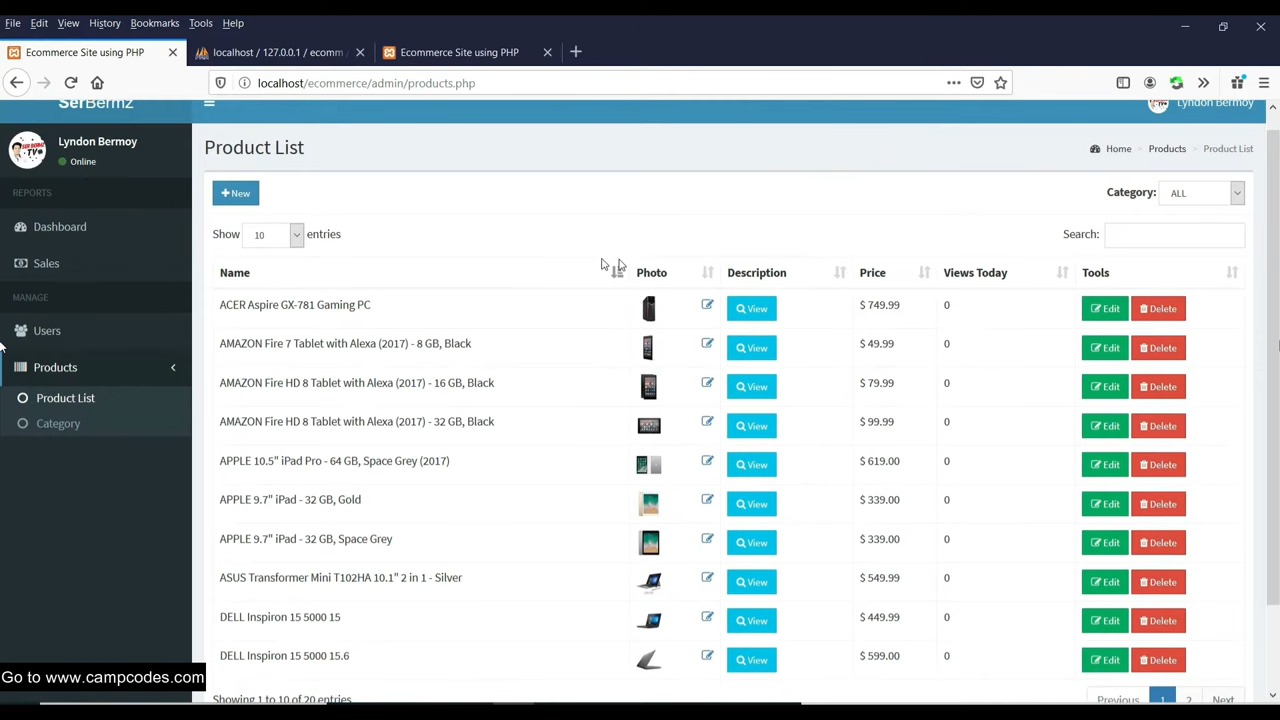 File Edit View History Bookmarks Tools Help
Ecommerce Site using PHP
localhost / 127.0.0.1 / ecomm
Ecommerce Site using PHP
localhost/ecommerce/admin/products.php
SerBermz
Lyndon Bermoy
Lyndon Bermoy
Online
Product List
Home Products Product List
REPORTS
Dashboard
Sales
MANAGE
Users
Products
Product List
Category
New
Category: ALL
Show 10 entries
Search:
Name Photo Description Price Views Today Tools
ACER Aspire GX-781 Gaming PC View $ 749.99 0 Edit Delete
AMAZON Fire 7 Tablet with Alexa (2017) - 8 GB, Black View $ 49.99 0 Edit Delete
AMAZON Fire HD 8 Tablet with Alexa (2017) - 16 GB, Black View $ 79.99 0 Edit Delete
AMAZON Fire HD 8 Tablet with Alexa (2017) - 32 GB, Black View $ 99.99 0 Edit Delete
APPLE 10.5" iPad Pro - 64 GB, Space Grey (2017) View $ 619.00 0 Edit Delete
APPLE 9.7" iPad - 32 GB, Gold View $ 339.00 0 Edit Delete
APPLE 9.7" iPad - 32 GB, Space Grey View $ 339.00 0 Edit Delete
ASUS Transformer Mini T102HA 10.1" 2 in 1 - Silver View $ 549.99 0 Edit Delete
DELL Inspiron 15 5000 15 View $ 449.99 0 Edit Delete
DELL Inspiron 15 5000 15.6 View $ 599.00 0 Edit Delete
Showing 1 to 10 of 20 entries
Previous 1 2 Next
Go to www.campcodes.com